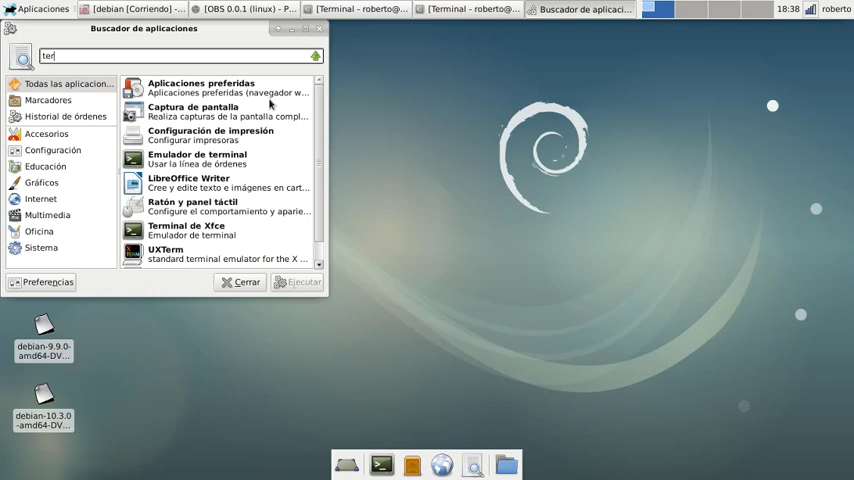 Aplicaciones
[debian [Corriendo] -...
[OBS 0.0.1 (linux) - P...
[Terminal - roberto@...
[Terminal - roberto@...
Buscador de aplicaci...
18:38
roberto
Buscador de aplicaciones
ter
Todas las aplicacion...
Marcadores
Historial de órdenes
Accesorios
Configuración
Educación
Gráficos
Internet
Multimedia
Oficina
Sistema
Aplicaciones preferidas
Aplicaciones preferidas (navegador w...
Captura de pantalla
Realiza capturas de la pantalla compl...
Configuración de impresión
Configurar impresoras
Emulador de terminal
Usar la línea de órdenes
LibreOffice Writer
Cree y edite texto e imágenes en cart...
Ratón y panel táctil
Configure el comportamiento y aparie...
Terminal de Xfce
Emulador de terminal
UXTerm
standard terminal emulator for the X ...
Preferencias
Cerrar
Ejecutar
debian-9.9.0-
amd64-DV...
debian-10.3.0
-amd64-DV...